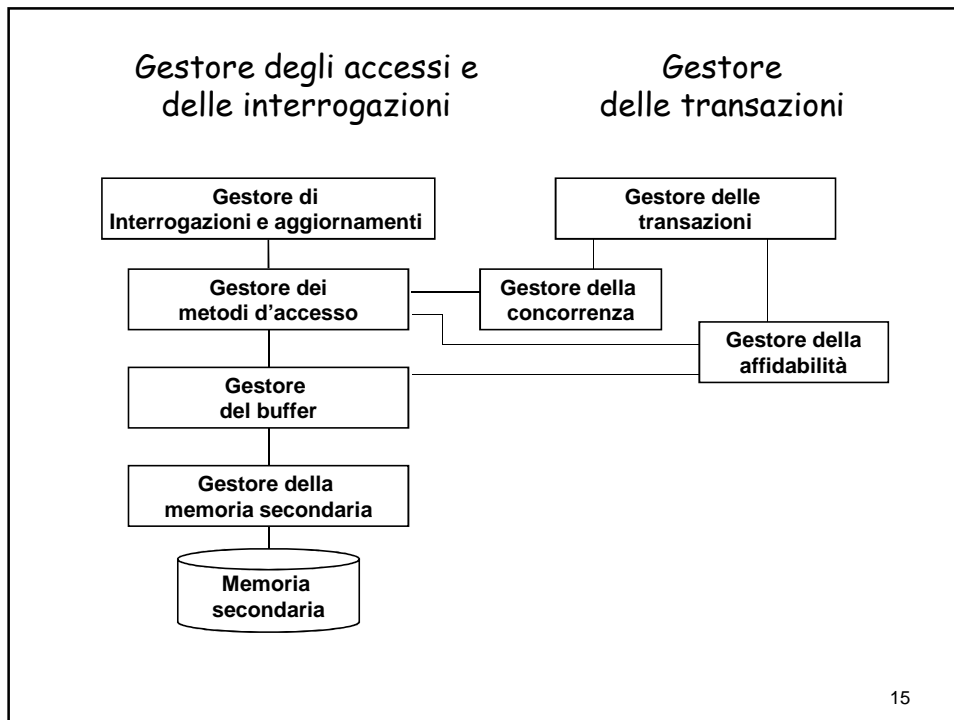 Gestore degli accessi e
delle interrogazioni
Gestore
delle transazioni
Gestore di
Interrogazioni e aggiornamenti
Gestore delle
transazioni
Gestore dei
metodi d'accesso
Gestore della
concorrenza
Gestore della
affidabilità
Gestore
del buffer
Gestore della
memoria secondaria
Memoria
secondaria
15